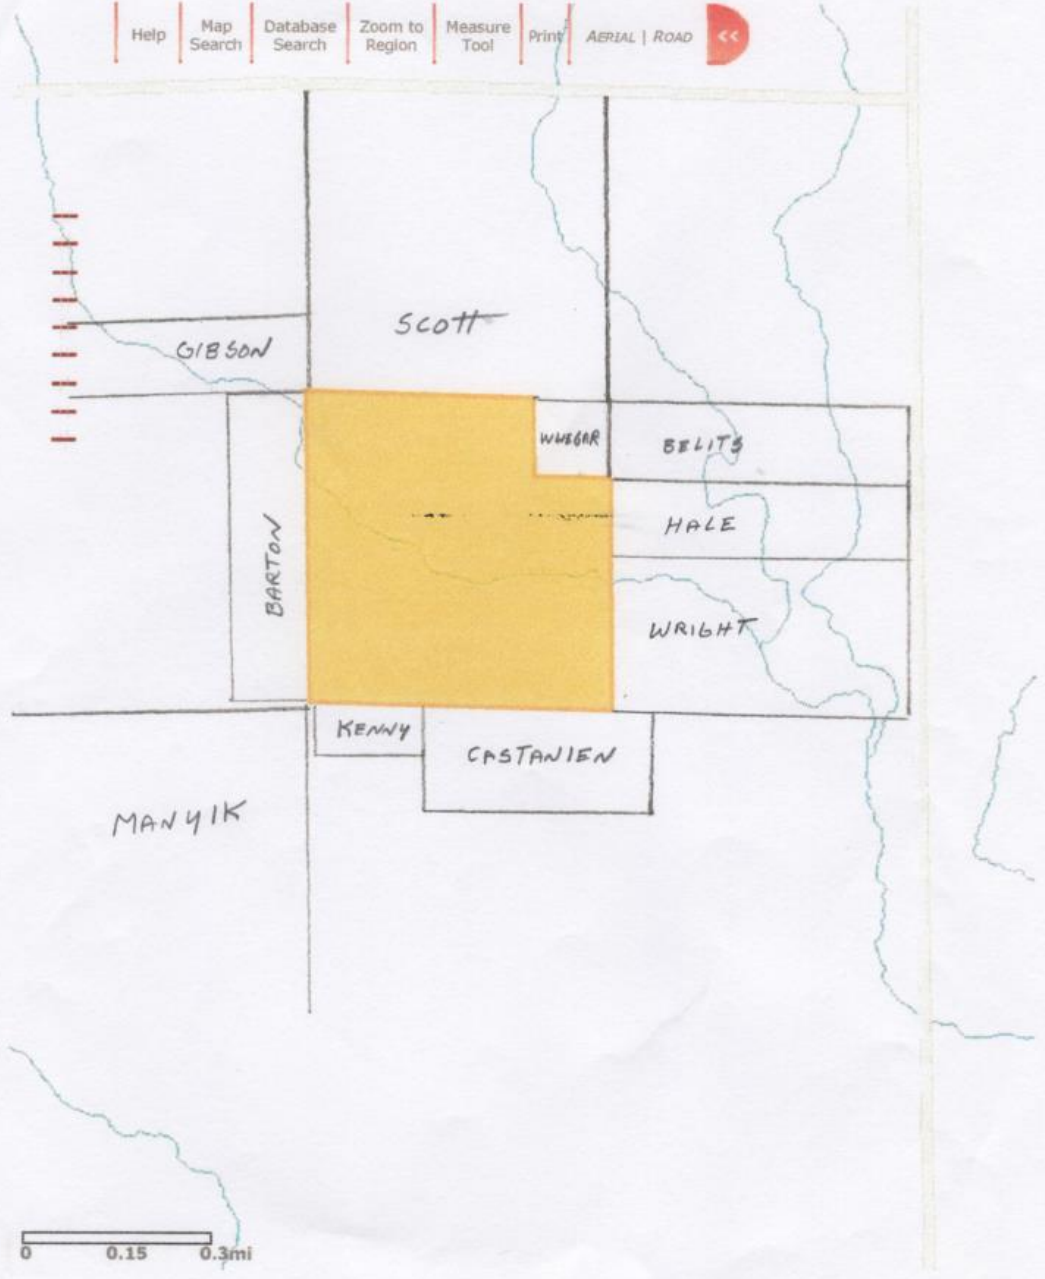 Help
Map Search
Database Search
Zoom to Region
Measure Tool
Print
AERIAL | ROAD
<<
SCOTT
GIBSON
BELITS
HALE
BARTON
WRIGHT
KENNY
CASTANIEN
MANYIK
0 0.15 0.3mi